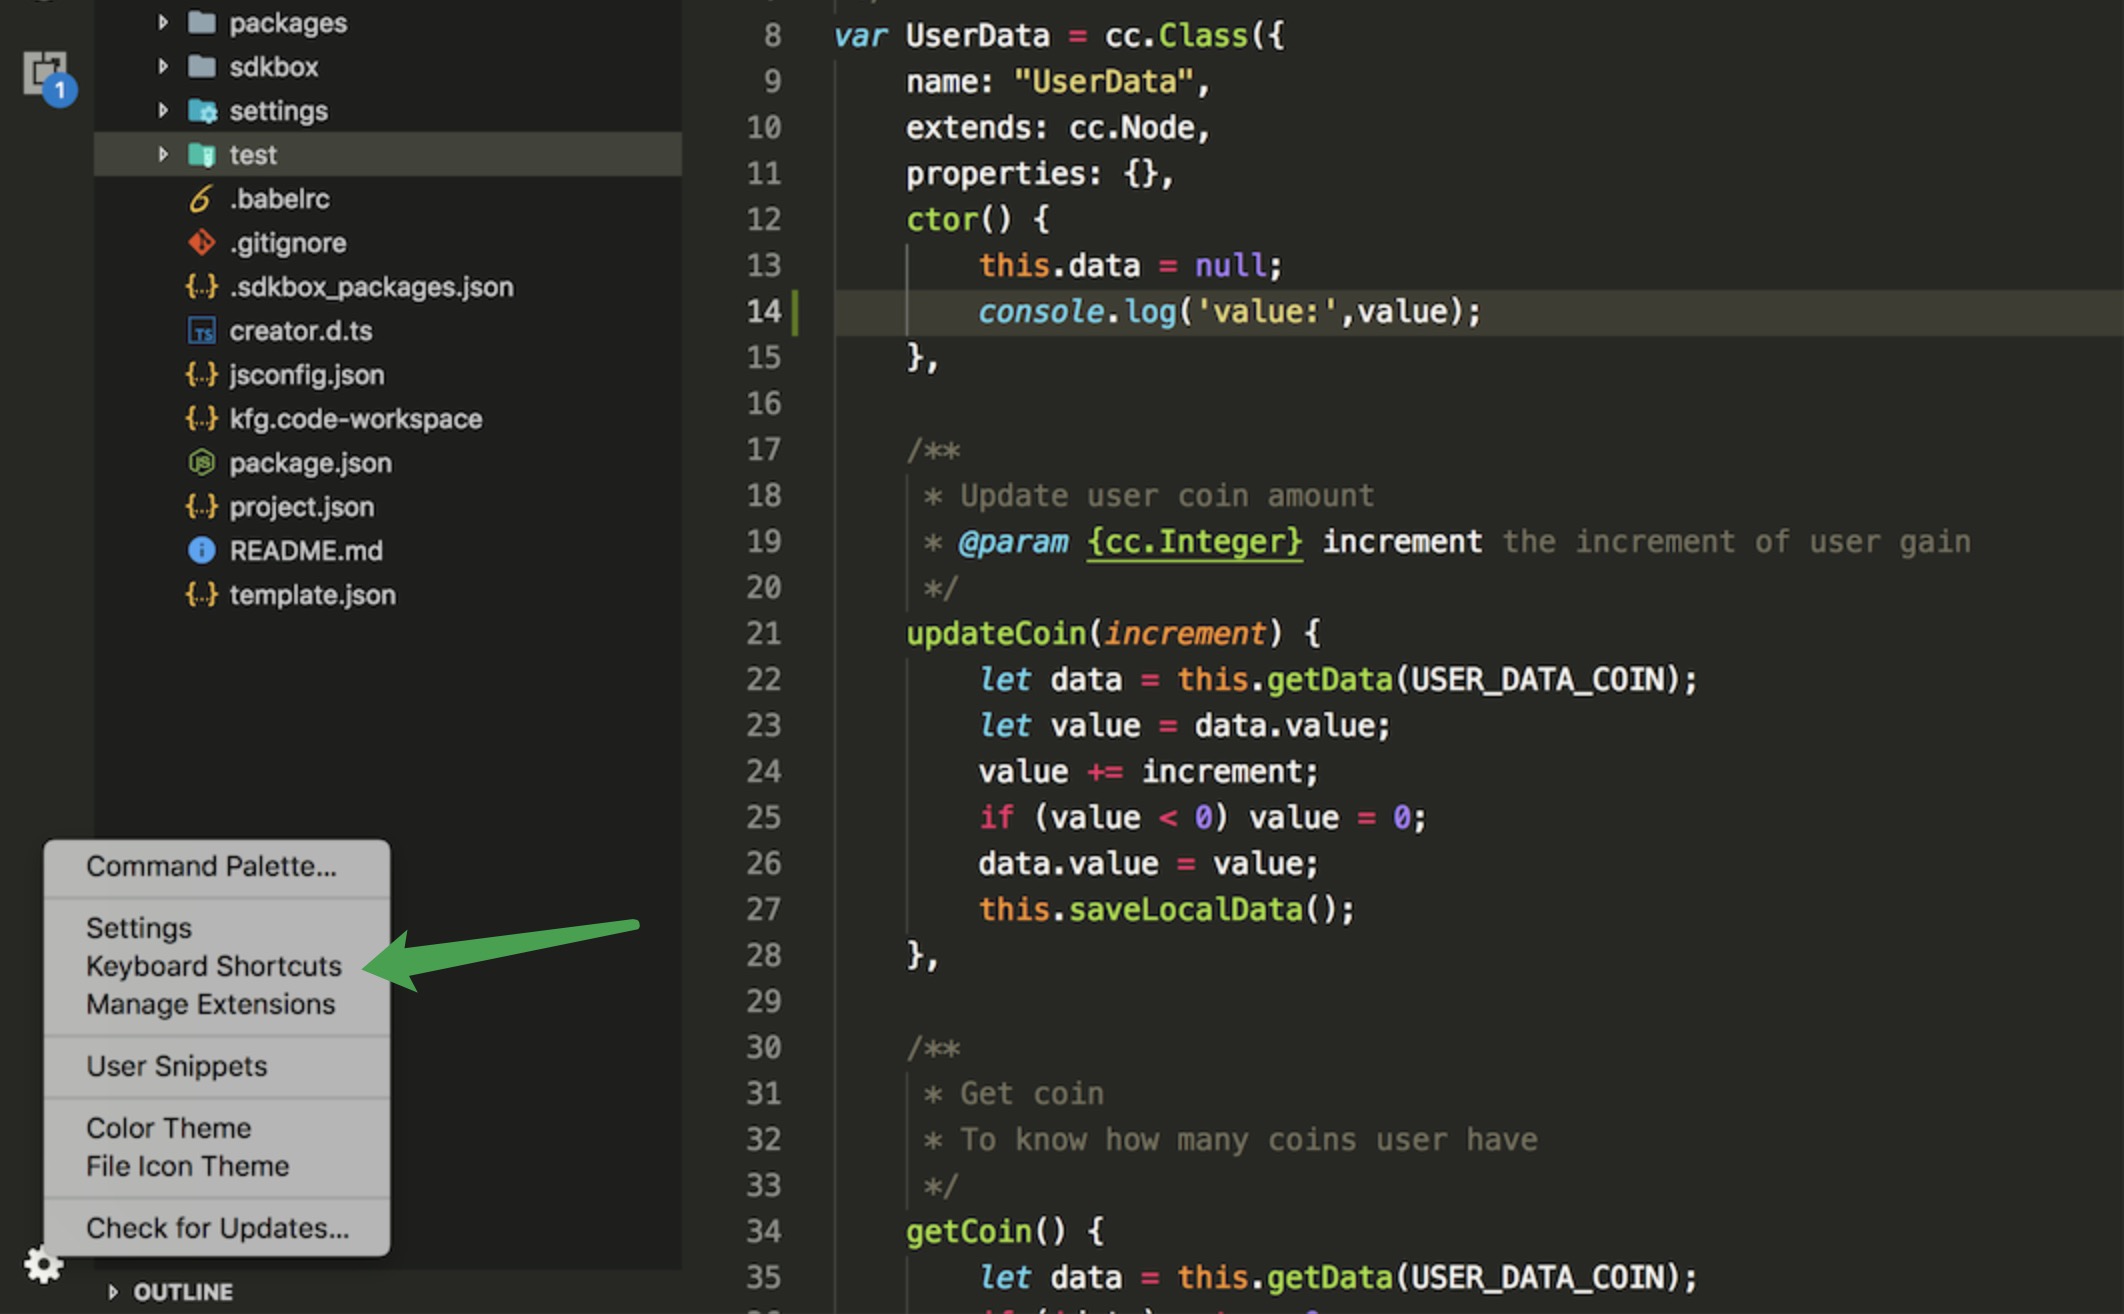 packages
sdkbox
settings
test
.babelrc
.gitignore
{..} .sdkbox_packages.json
TS creator.d.ts
{..} jsconfig.json
{..} kfg.code-workspace
JS package.json
{..} project.json
i README.md
{..} template.json
1
Command Palette...
Settings
Keyboard Shortcuts
Manage Extensions
User Snippets
Color Theme
File Icon Theme
Check for Updates...
OUTLINE
8 var UserData = cc.Class({
9 name: "UserData",
10 extends: cc.Node,
11 properties: {},
12 ctor() {
13 this.data = null;
14 console.log('value:',value);
15 },
16
17 /**
18 * Update user coin amount
19 * @param {cc.Integer} increment the increment of user gain
20 */
21 updateCoin(increment) {
22 let data = this.getData(USER_DATA_COIN);
23 let value = data.value;
24 value += increment;
25 if (value < 0) value = 0;
26 data.value = value;
27 this.saveLocalData();
28 },
29
30 /**
31 * Get coin
32 * To know how many coins user have
33 */
34 getCoin() {
35 let data = this.getData(USER_DATA_COIN);